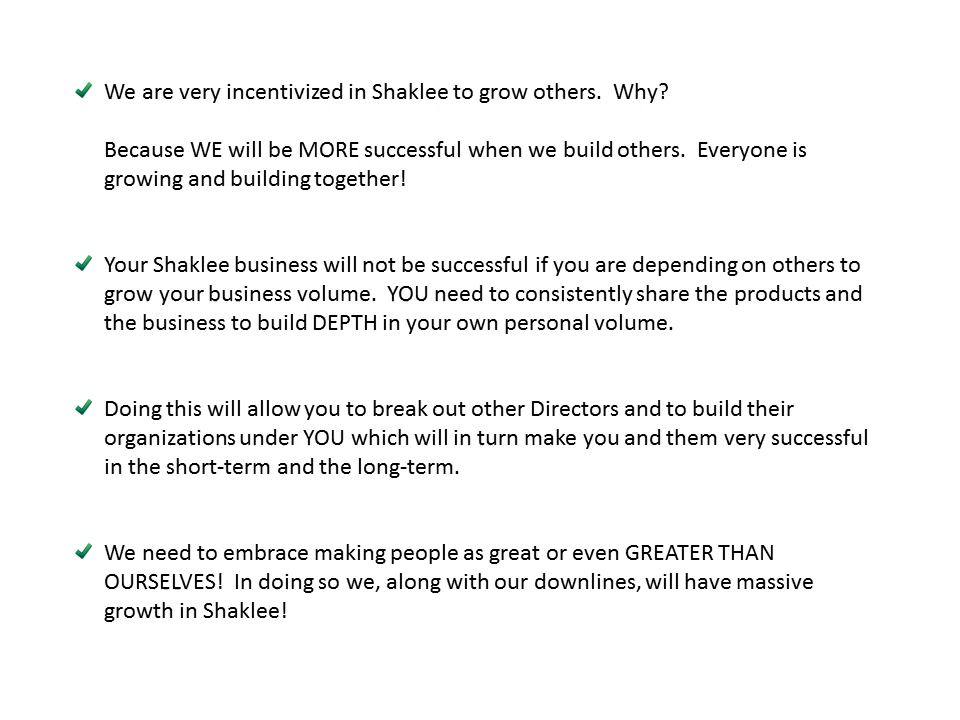 We are very incentivized in Shaklee to grow others.  Why?
Because WE will be MORE successful when we build others.  Everyone is
growing and building together!
Your Shaklee business will not be successful if you are depending on others to
grow your business volume.  YOU need to consistently share the products and
the business to build DEPTH in your own personal volume.
Doing this will allow you to break out other Directors and to build their
organizations under YOU which will in turn make you and them very successful
in the short-term and the long-term.
We need to embrace making people as great or even GREATER THAN
OURSELVES!  In doing so we, along with our downlines, will have massive
growth in Shaklee!